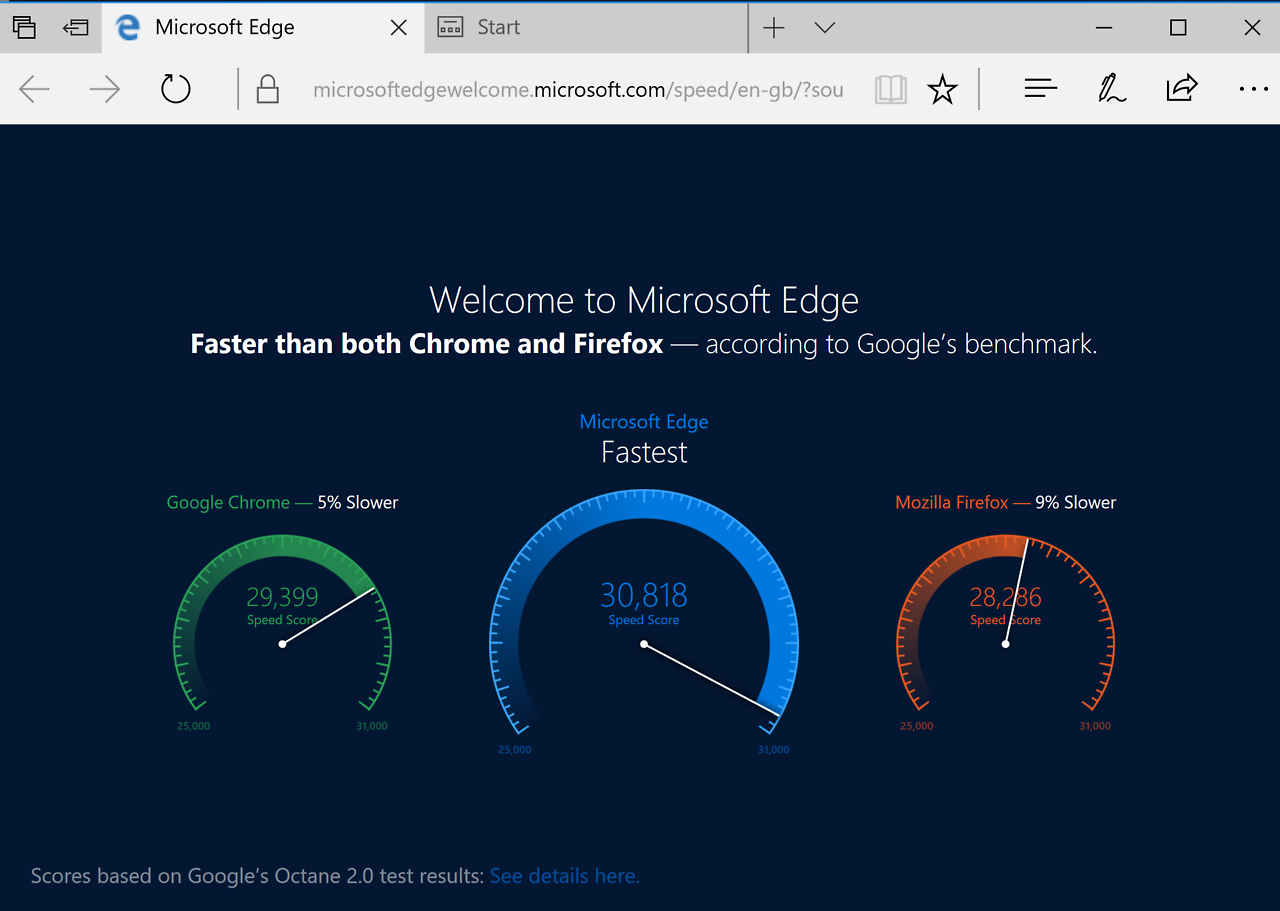 Microsoft Edge
Start
microsoftedgewelcome.microsoft.com/speed/en-gb/?sou
Welcome to Microsoft Edge
Faster than both Chrome and Firefox — according to Google's benchmark.
Microsoft Edge
Fastest
Google Chrome — 5% Slower
Mozilla Firefox — 9% Slower
29,399
Speed Score
30,818
Speed Score
28,286
Speed Score
25,000
31,000
25,000
31,000
25,000
31,000
Scores based on Google's Octane 2.0 test results: See details here.